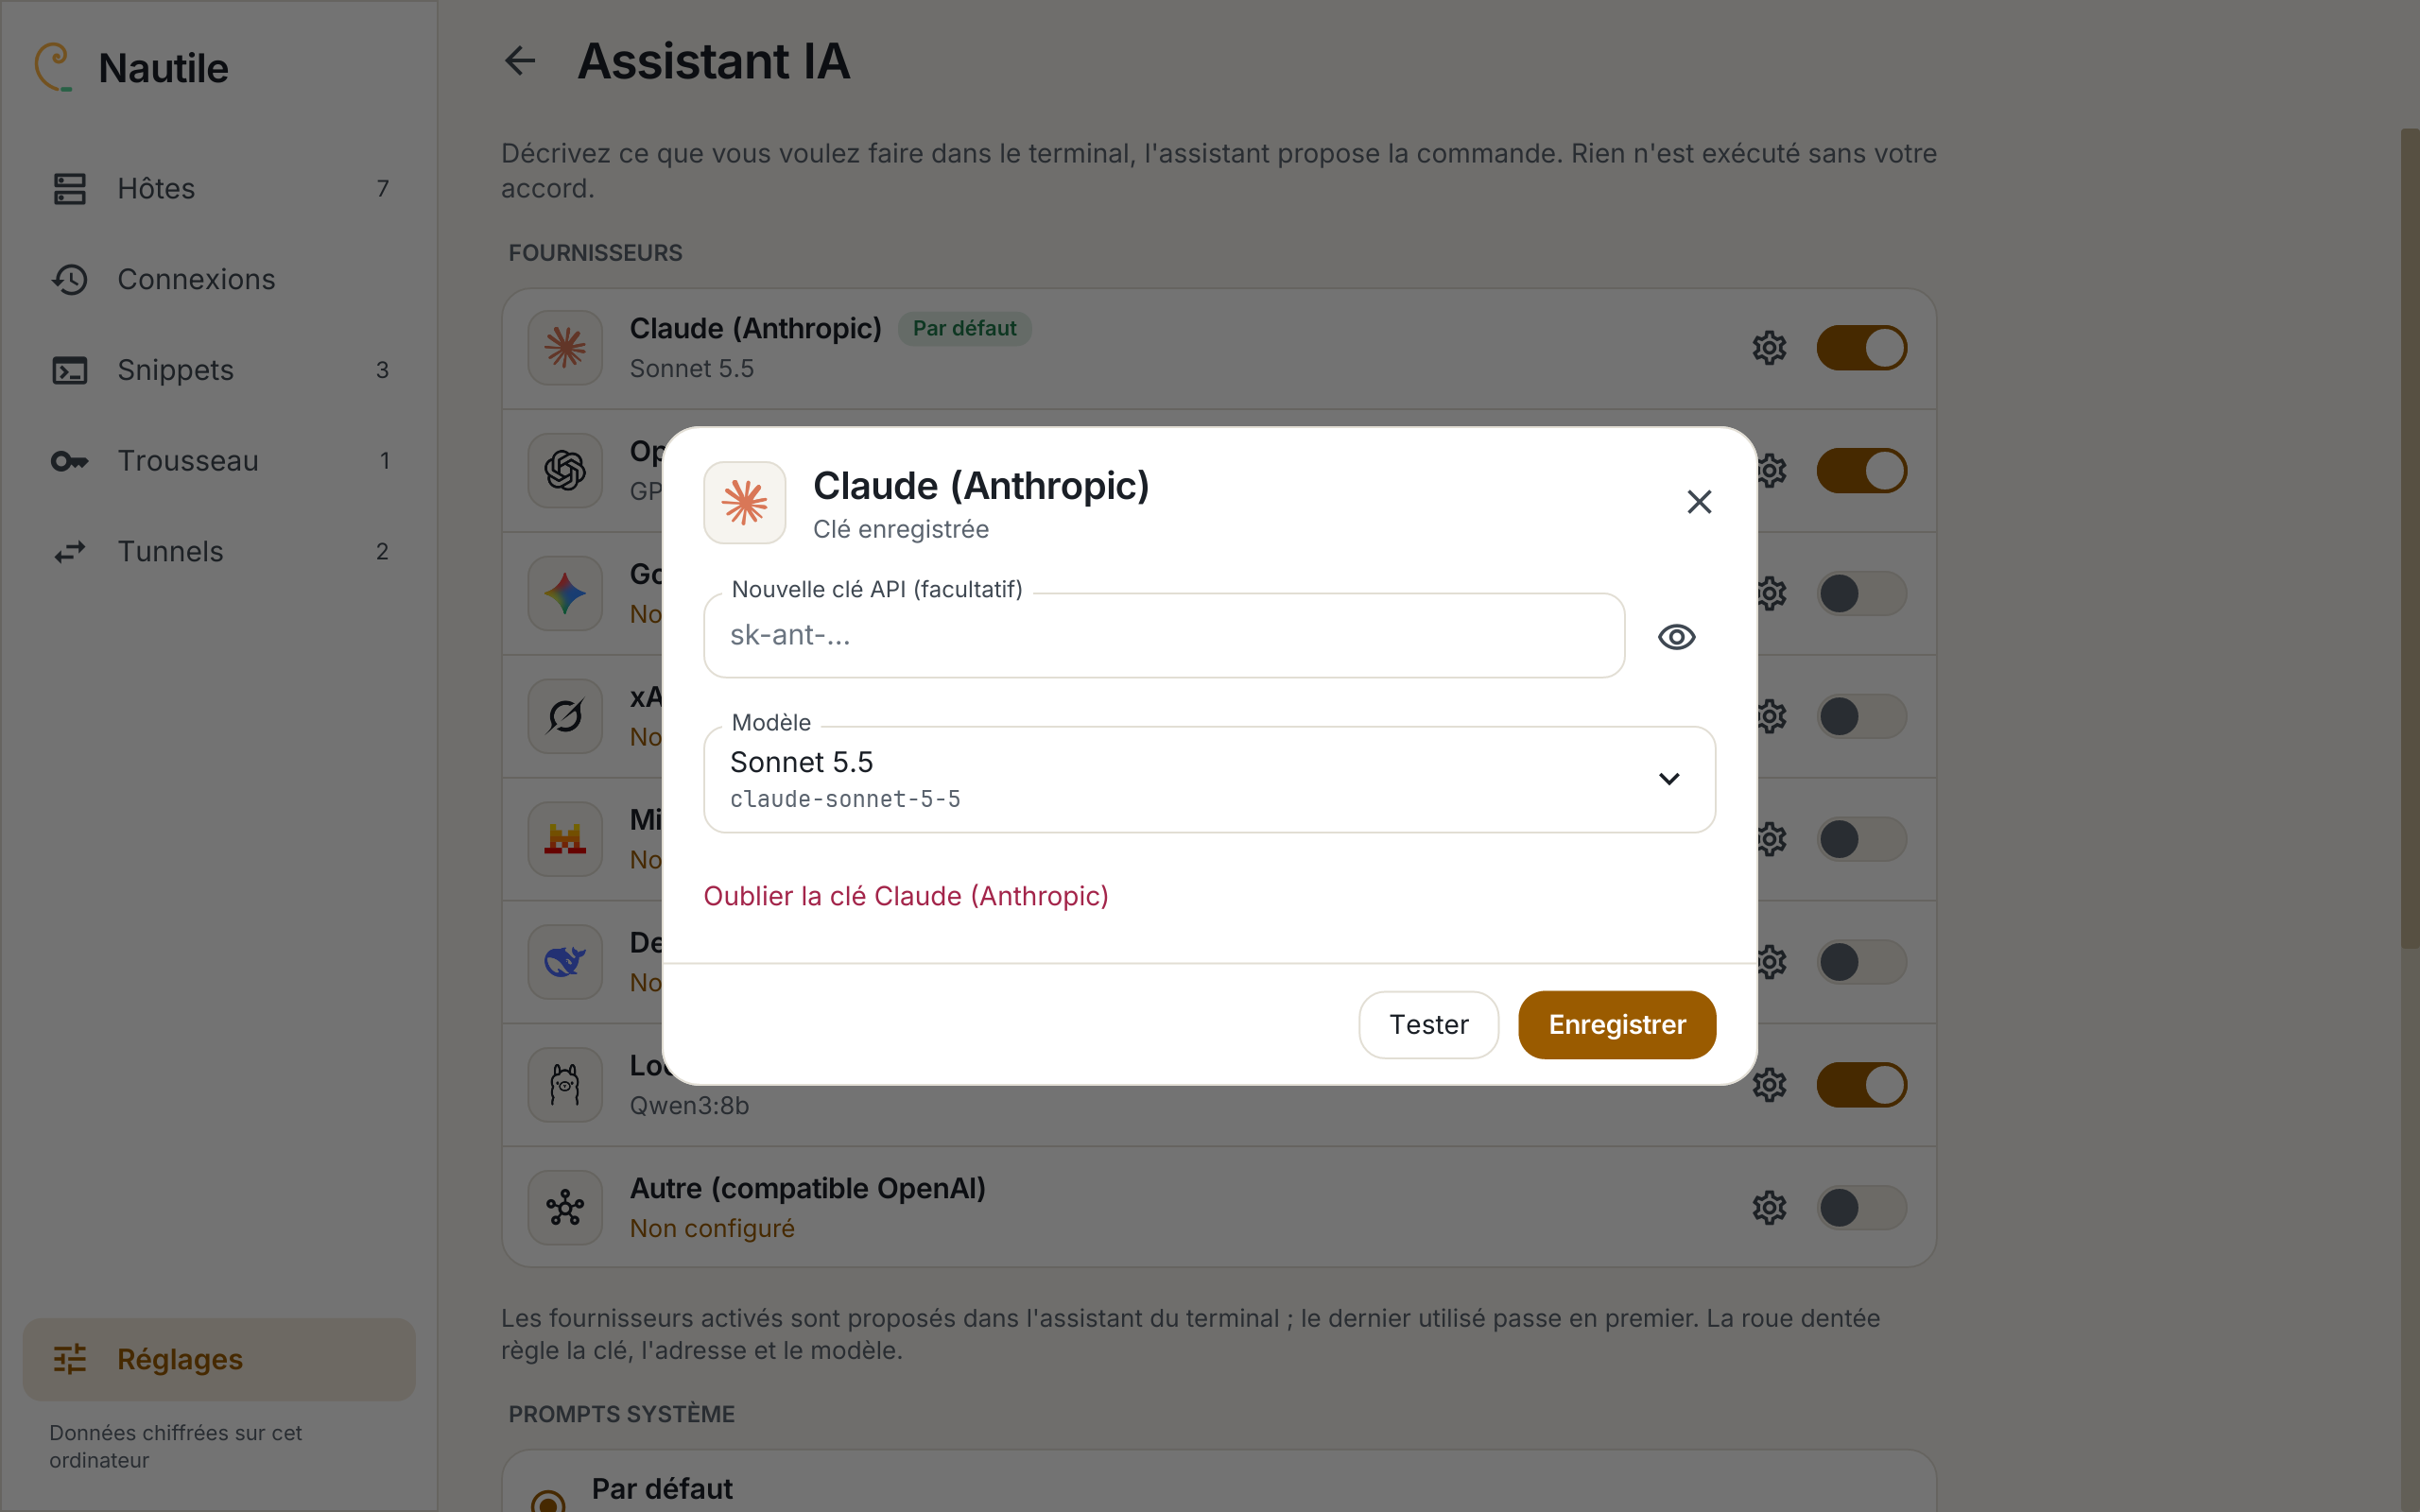 Nautile
Hôtes 7
Connexions
Snippets 3
Trousseau 1
Tunnels 2
Réglages
Données chiffrées sur cet
ordinateur
Assistant IA
Décrivez ce que vous voulez faire dans le terminal, l'assistant propose la commande. Rien n'est exécuté sans votre
accord.
FOURNISSEURS
Claude (Anthropic) Par défaut
Sonnet 5.5
Claude (Anthropic)
Clé enregistrée
Nouvelle clé API (facultatif)
sk-ant-...
Modèle
Sonnet 5.5
claude-sonnet-5-5
Oublier la clé Claude (Anthropic)
Tester
Enregistrer
Qwen3:8b
Autre (compatible OpenAI)
Non configuré
Les fournisseurs activés sont proposés dans l'assistant du terminal ; le dernier utilisé passe en premier. La roue dentée
règle la clé, l'adresse et le modèle.
PROMPTS SYSTÈME
Par défaut